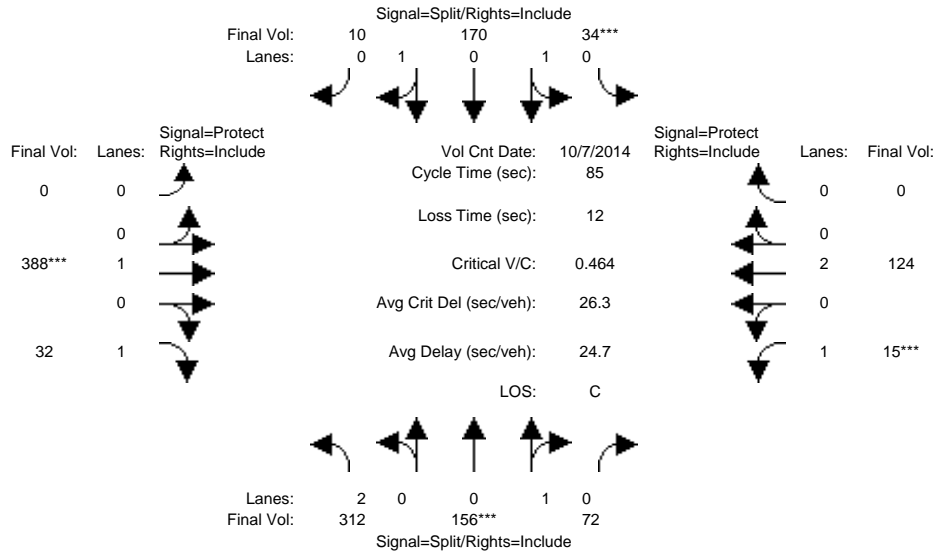 Signal=Split/Rights=Include
Final Vol: 10 170 34***
Lanes: 0 1 0 1 0
Signal=Protect Signal=Protect
Final Vol: Lanes: Rights=Include Vol Cnt Date: 10/7/2014 Rights=Include Lanes: Final Vol:
Cycle Time (sec): 85
0 0 0 0
Loss Time (sec): 12
0 0
388*** 1 Critical V/C: 0.464 2 124
0 Avg Crit Del (sec/veh): 26.3 0
32 1 Avg Delay (sec/veh): 24.7 1 15***
LOS: C
Lanes: 2 0 0 1 0
Final Vol: 312 156*** 72
Signal=Split/Rights=Include